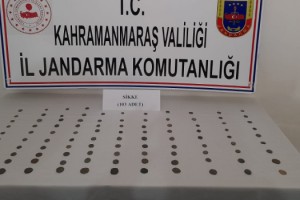 T.C.
KAHRAMANMARAŞ VALİLİĞİ
İL JANDARMA KOMUTANLIĞI
SİKKE